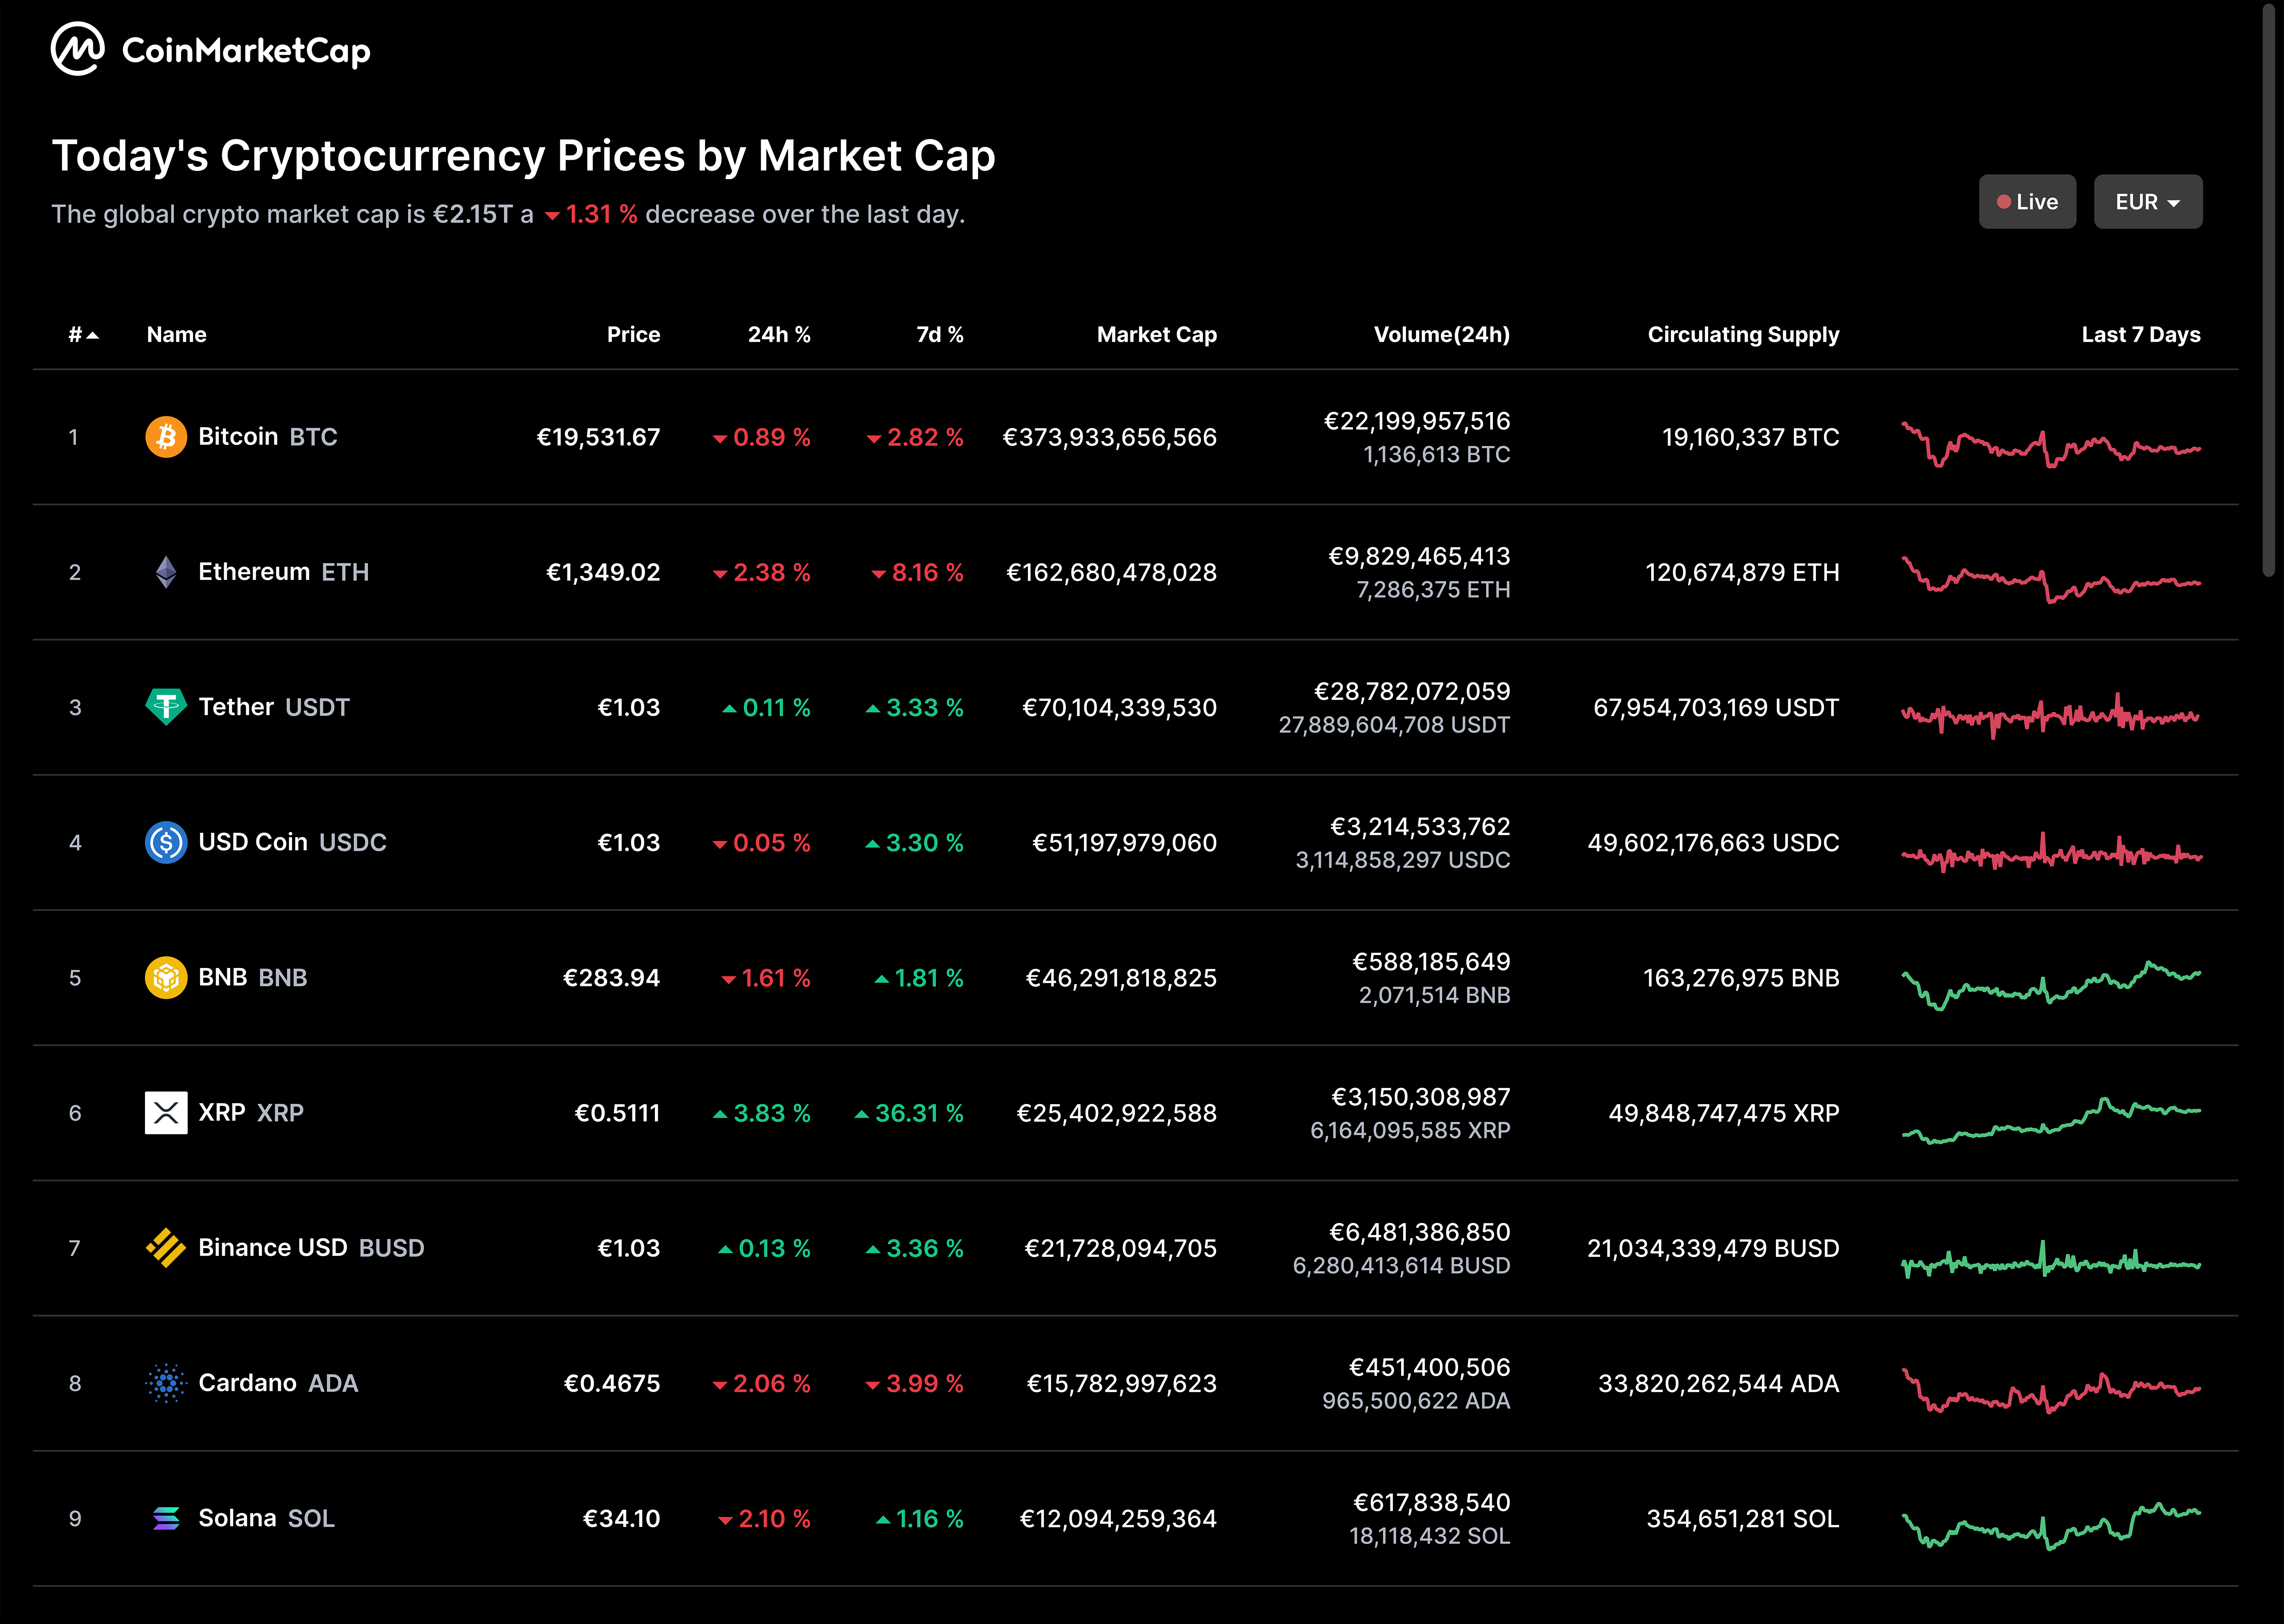 CoinMarketCap
Today's Cryptocurrency Prices by Market Cap
The global crypto market cap is €2.15T a 1.31 % decrease over the last day.
Live EUR
# Name Price 24h % 7d % Market Cap Volume(24h) Circulating Supply Last 7 Days
1 Bitcoin BTC €19,531.67 0.89 % 2.82 % €373,933,656,566 €22,199,957,516 19,160,337 BTC
1,136,613 BTC
2 Ethereum ETH €1,349.02 2.38 % 8.16 % €162,680,478,028 €9,829,465,413 120,674,879 ETH
7,286,375 ETH
3 Tether USDT €1.03 0.11 % 3.33 % €70,104,339,530 €28,782,072,059 67,954,703,169 USDT
27,889,604,708 USDT
4 USD Coin USDC €1.03 0.05 % 3.30 % €51,197,979,060 €3,214,533,762 49,602,176,663 USDC
3,114,858,297 USDC
5 BNB BNB €283.94 1.61 % 1.81 % €46,291,818,825 €588,185,649 163,276,975 BNB
2,071,514 BNB
6 XRP XRP €0.5111 3.83 % 36.31 % €25,402,922,588 €3,150,308,987 49,848,747,475 XRP
6,164,095,585 XRP
7 Binance USD BUSD €1.03 0.13 % 3.36 % €21,728,094,705 €6,481,386,850 21,034,339,479 BUSD
6,280,413,614 BUSD
8 Cardano ADA €0.4675 2.06 % 3.99 % €15,782,997,623 €451,400,506 33,820,262,544 ADA
965,500,622 ADA
9 Solana SOL €34.10 2.10 % 1.16 % €12,094,259,364 €617,838,540 354,651,281 SOL
18,118,432 SOL